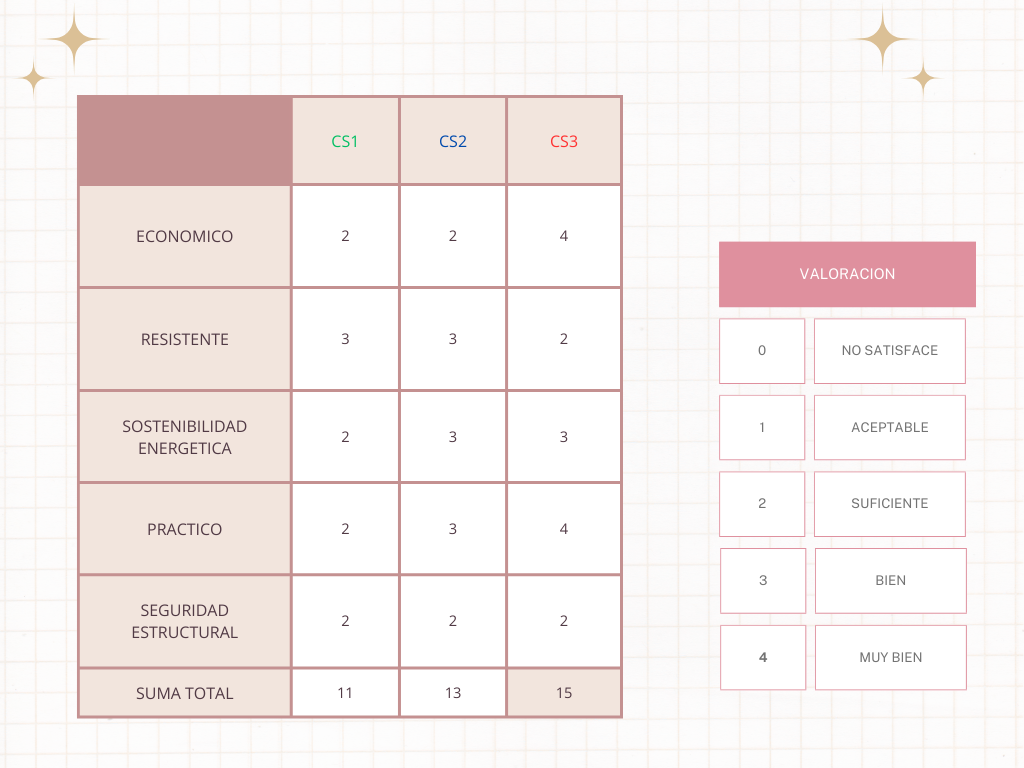 CS1 CS2 CS3
ECONOMICO 2 2 4
RESISTENTE 3 3 2
SOSTENIBILIDAD
ENERGETICA 2 3 3
PRACTICO 2 3 4
SEGURIDAD
ESTRUCTURAL 2 2 2
SUMA TOTAL 11 13 15
VALORACION
0 NO SATISFACE
1 ACEPTABLE
2 SUFICIENTE
3 BIEN
4 MUY BIEN